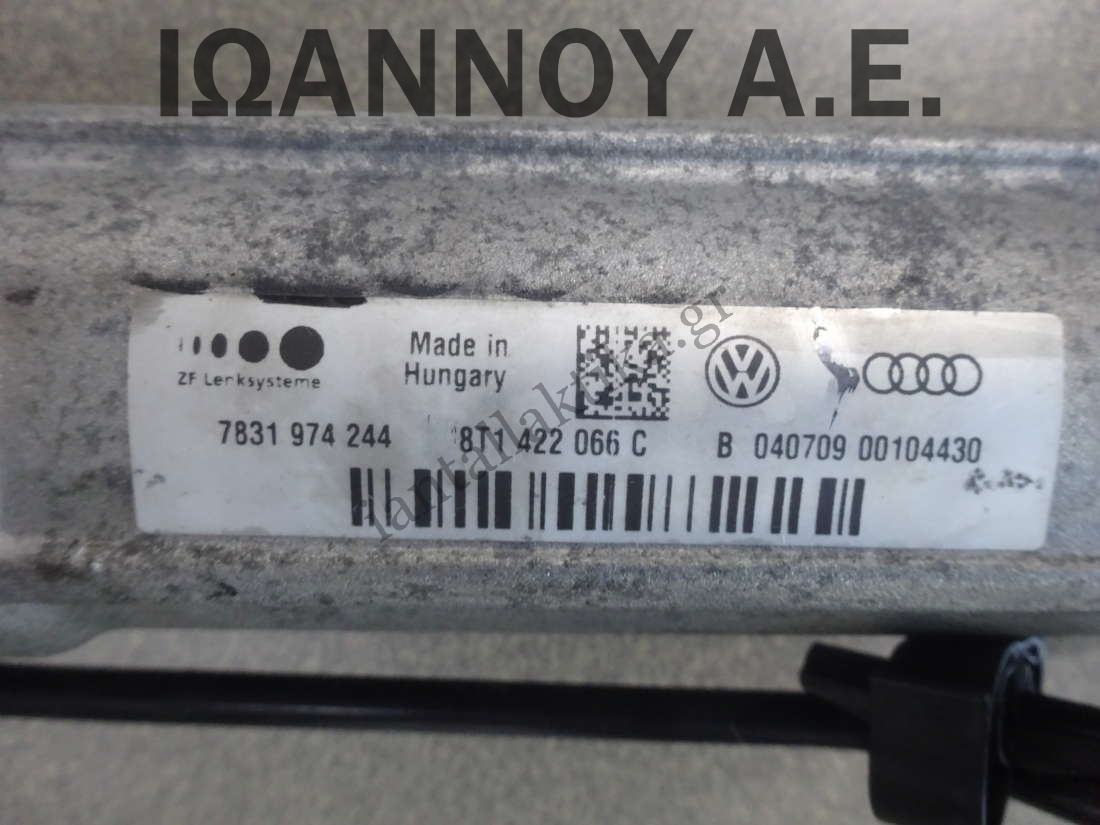 ΙΩΑΝΝΟΥ Α.Ε.
ZF Lenksysteme
Made in
Hungary
7831 974 244 8T1 422 066 C B 040709 00104430
iantallaktika.gr